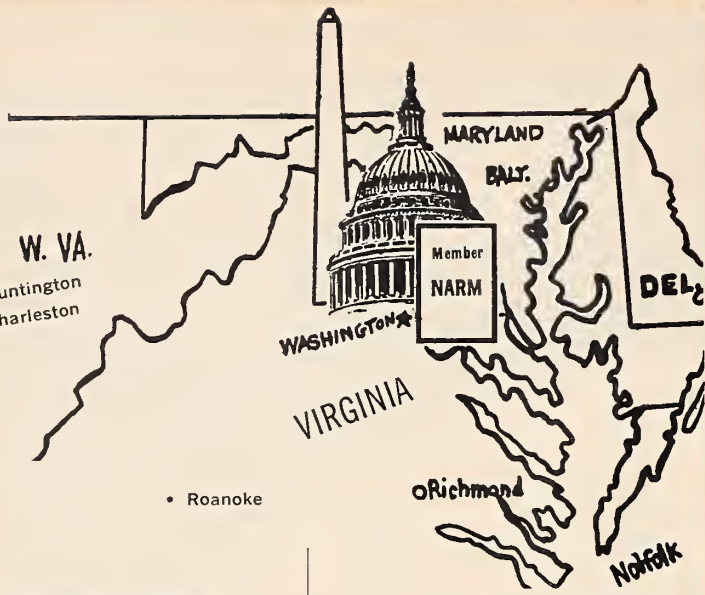 MARYLAND
BALT.
W. VA.
Member
NARM
untington
harleston
DEL
WASHINGTON
VIRGINIA
Roanoke
Richmond
Norfolk